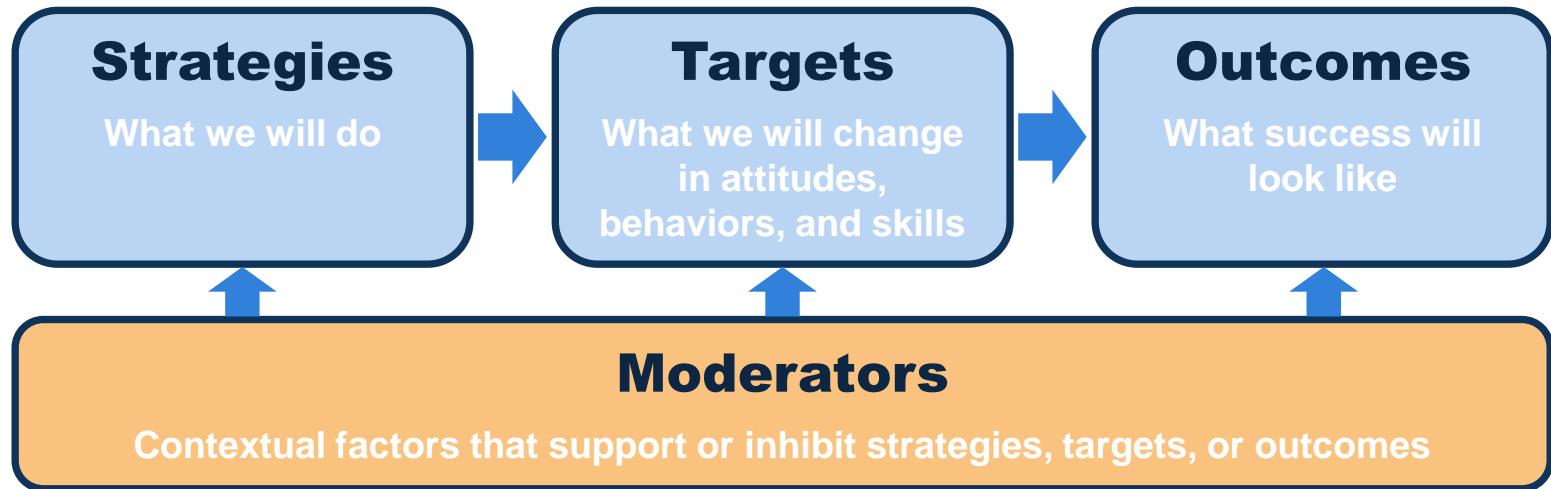 Strategies
What we will do
Targets
What we will change
in attitudes,
behaviors, and skills
Outcomes
What success will
look like
Moderators
Contextual factors that support or inhibit strategies, targets, or outcomes